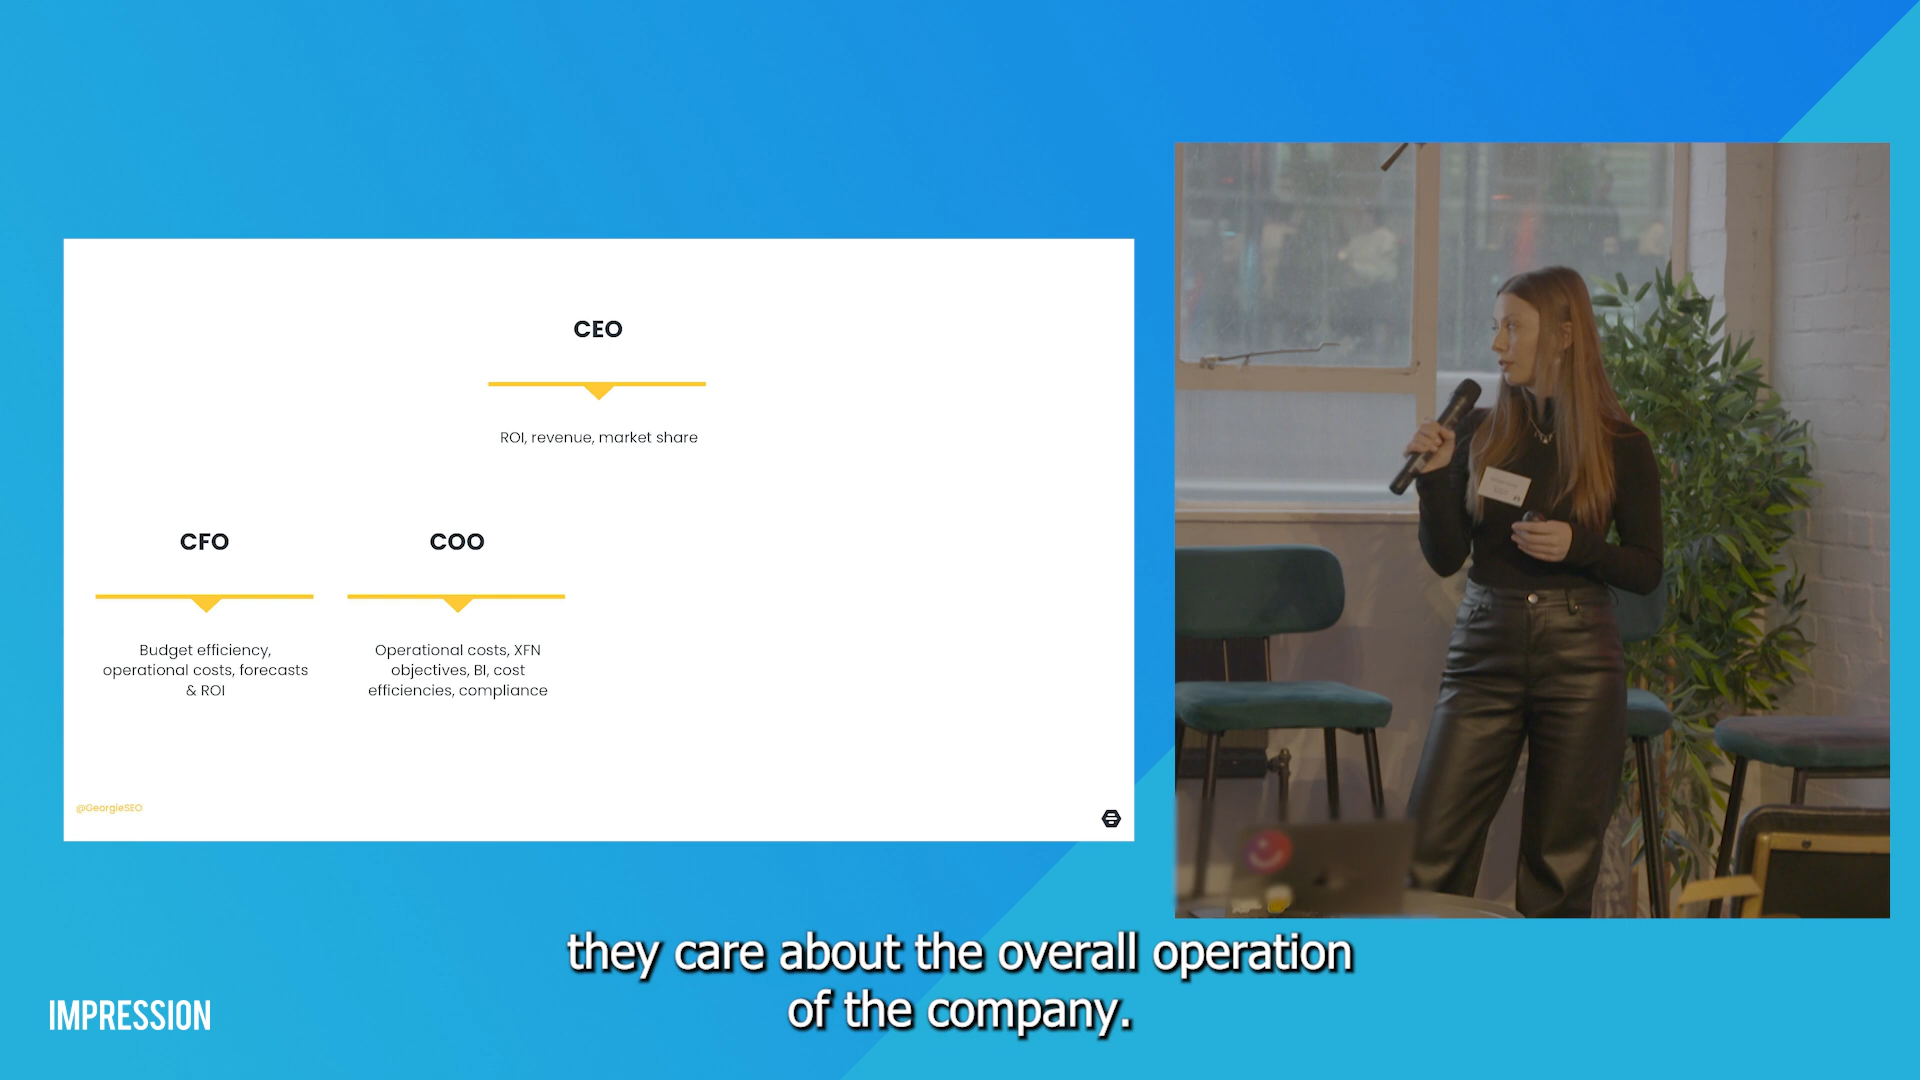 CEO
ROI, revenue, market share
CFO
COO
Budget efficiency,
operational costs, forecasts
& ROI
Operational costs, XFN
objectives, BI, cost
efficiencies, compliance
@GeorgieSEO
they care about the overall operation
of the company.
IMPRESSION